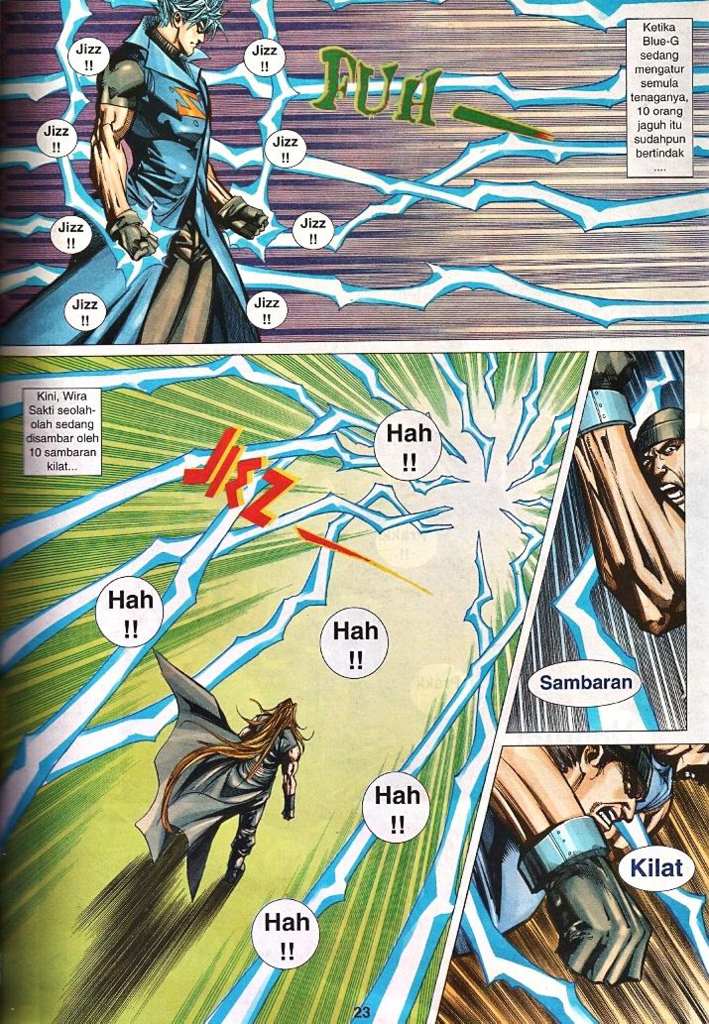 Jizz
!!
Jizz
!!
FUH
Ketika
Blue-G
sedang
mengatur
semula
tenaganya,
10 orang
jaguh itu
sudahpun
bertindak
....
Jizz
!!
Jizz
!!
Jizz
!!
Jizz
!!
Jizz
!!
Jizz
!!
Kini, Wira
Sakti seolah-
olah sedang
disambar oleh
10 sambaran
kilat...
JIEZ
Hah
!!
Hah
!!
Hah
!!
Hah
!!
Hah
!!
Sambaran
Kilat
23